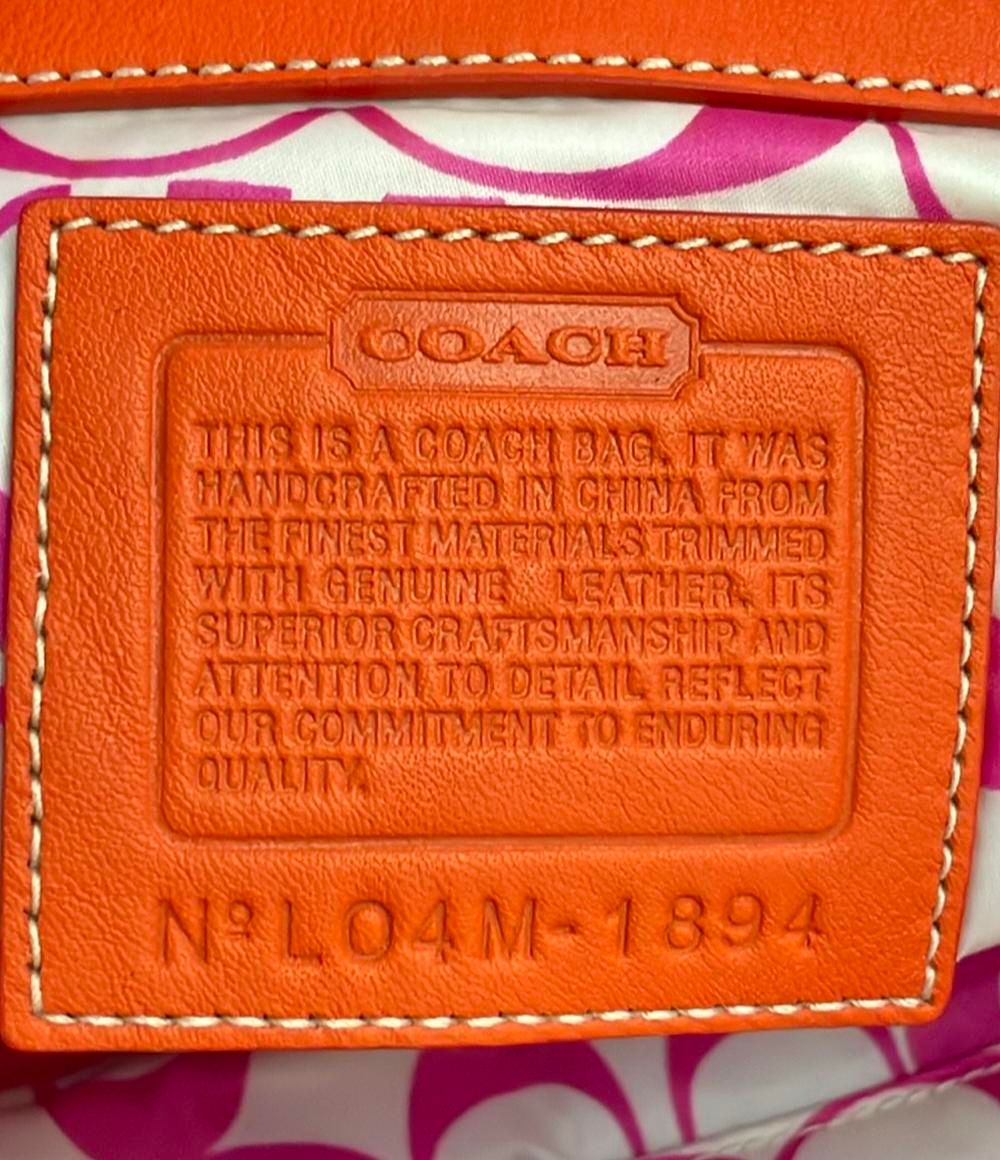 COACH
THIS IS A COACH BAG. IT WAS
HANDCRAFTED IN CHINA FROM
THE FINEST MATERIALS TRIMMED
WITH GENUINE LEATHER. ITS
SUPERIOR CRAFTSMANSHIP AND
ATTENTION TO DETAIL REFLECT
OUR COMMITMENT TO ENDURING
QUALITY.
Nº LO4M-1894